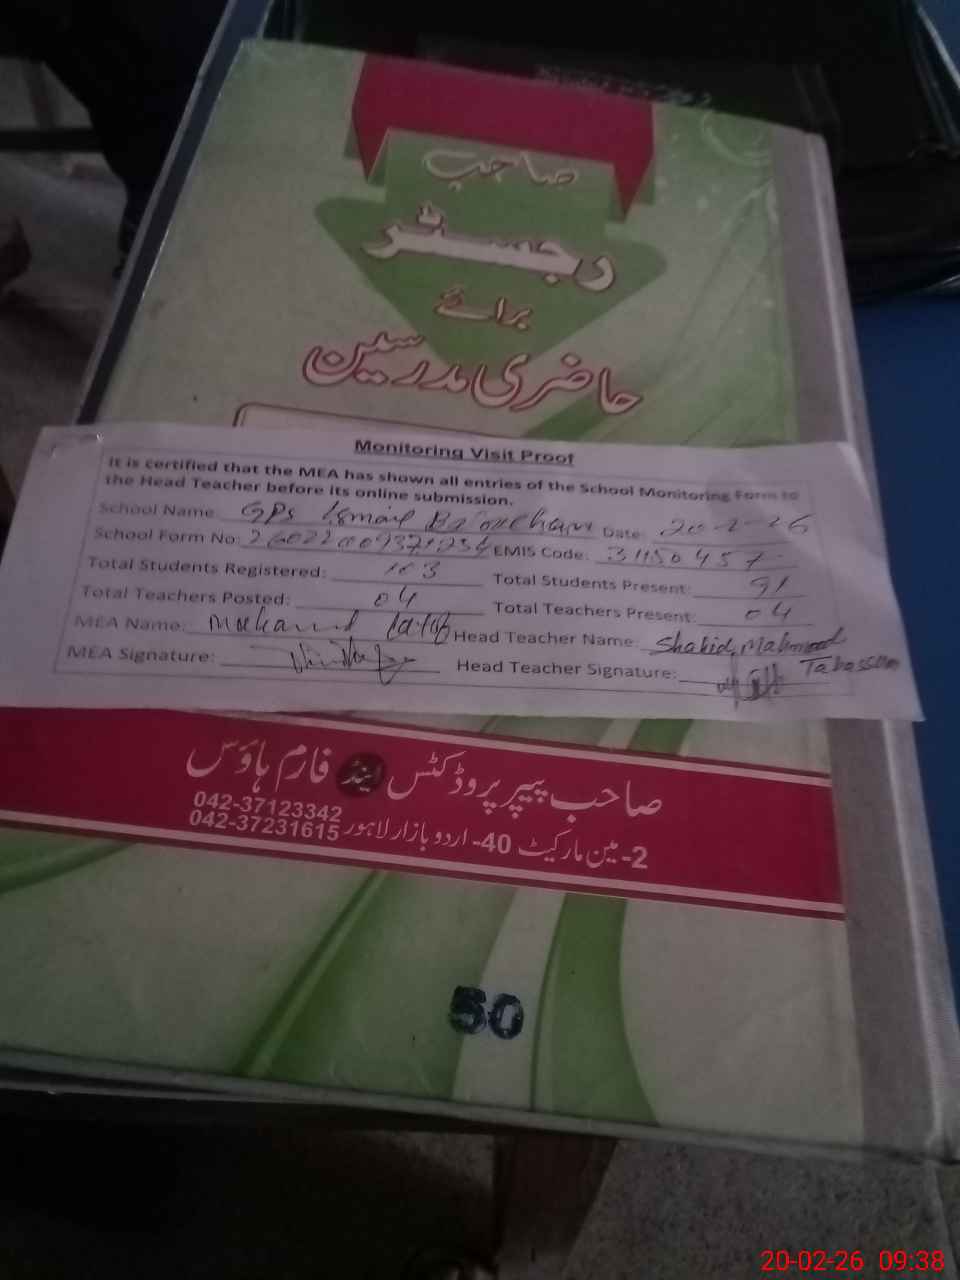 صاحب
رجسٹر
برائے
حاضری مدرسین
Monitoring Visit Proof
It is certified that the MEA has shown all entries of the School Monitoring Form to
the Head Teacher before its online submission.
School Name: GPS Ismail Date: 20-2-26
School Form No: EMIS Code: 31150457
Total Students Registered: 103 Total Students Present: 91
Total Teachers Posted: 04 Total Teachers Present: 04
MEA Name: Head Teacher Name: Shahid Mahmood
Tabassam
MEA Signature: Head Teacher Signature:
صاحب پیپر پروڈکٹس اینڈ فارم ہاؤس
042-37123342
2-مین مارکیٹ 40- اردو بازار لاہور 042-37231615
50
20-02-26 09:38